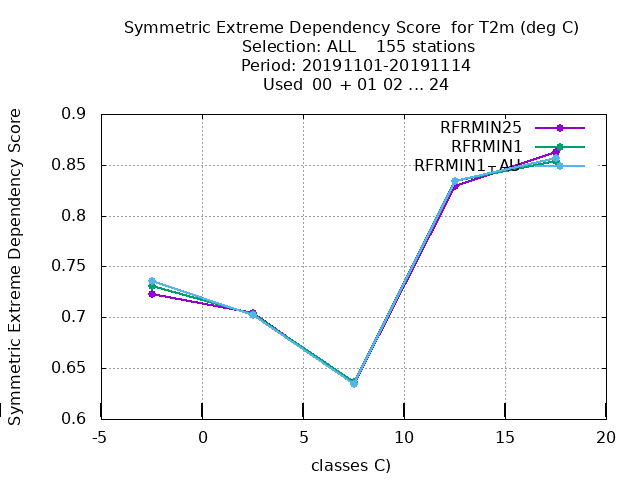 Symmetric Extreme Dependency Score for T2m (deg C)
Selection: ALL 155 stations
Period: 20191101-20191114
Used 00 + 01 02 ... 24
Symmetric Extreme Dependency Score
0.9
0.85
0.8
0.75
0.7
0.65
0.6
RFRMIN25
RFRMIN1
-5 0 5 10 15 20
classes C)